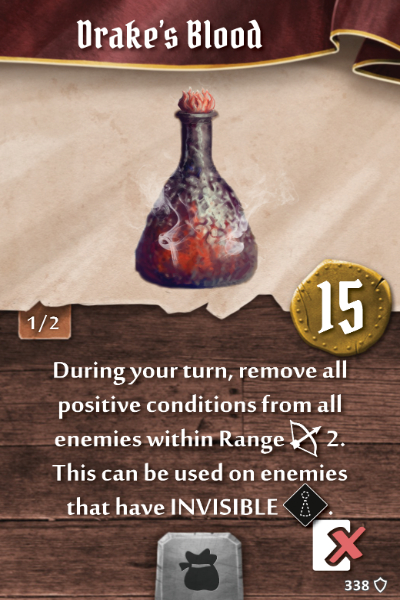 Drake's Blood
15
1/2
During your turn, remove all
positive conditions from all
enemies within Range 2.
This can be used on enemies
that have INVISIBLE.
338